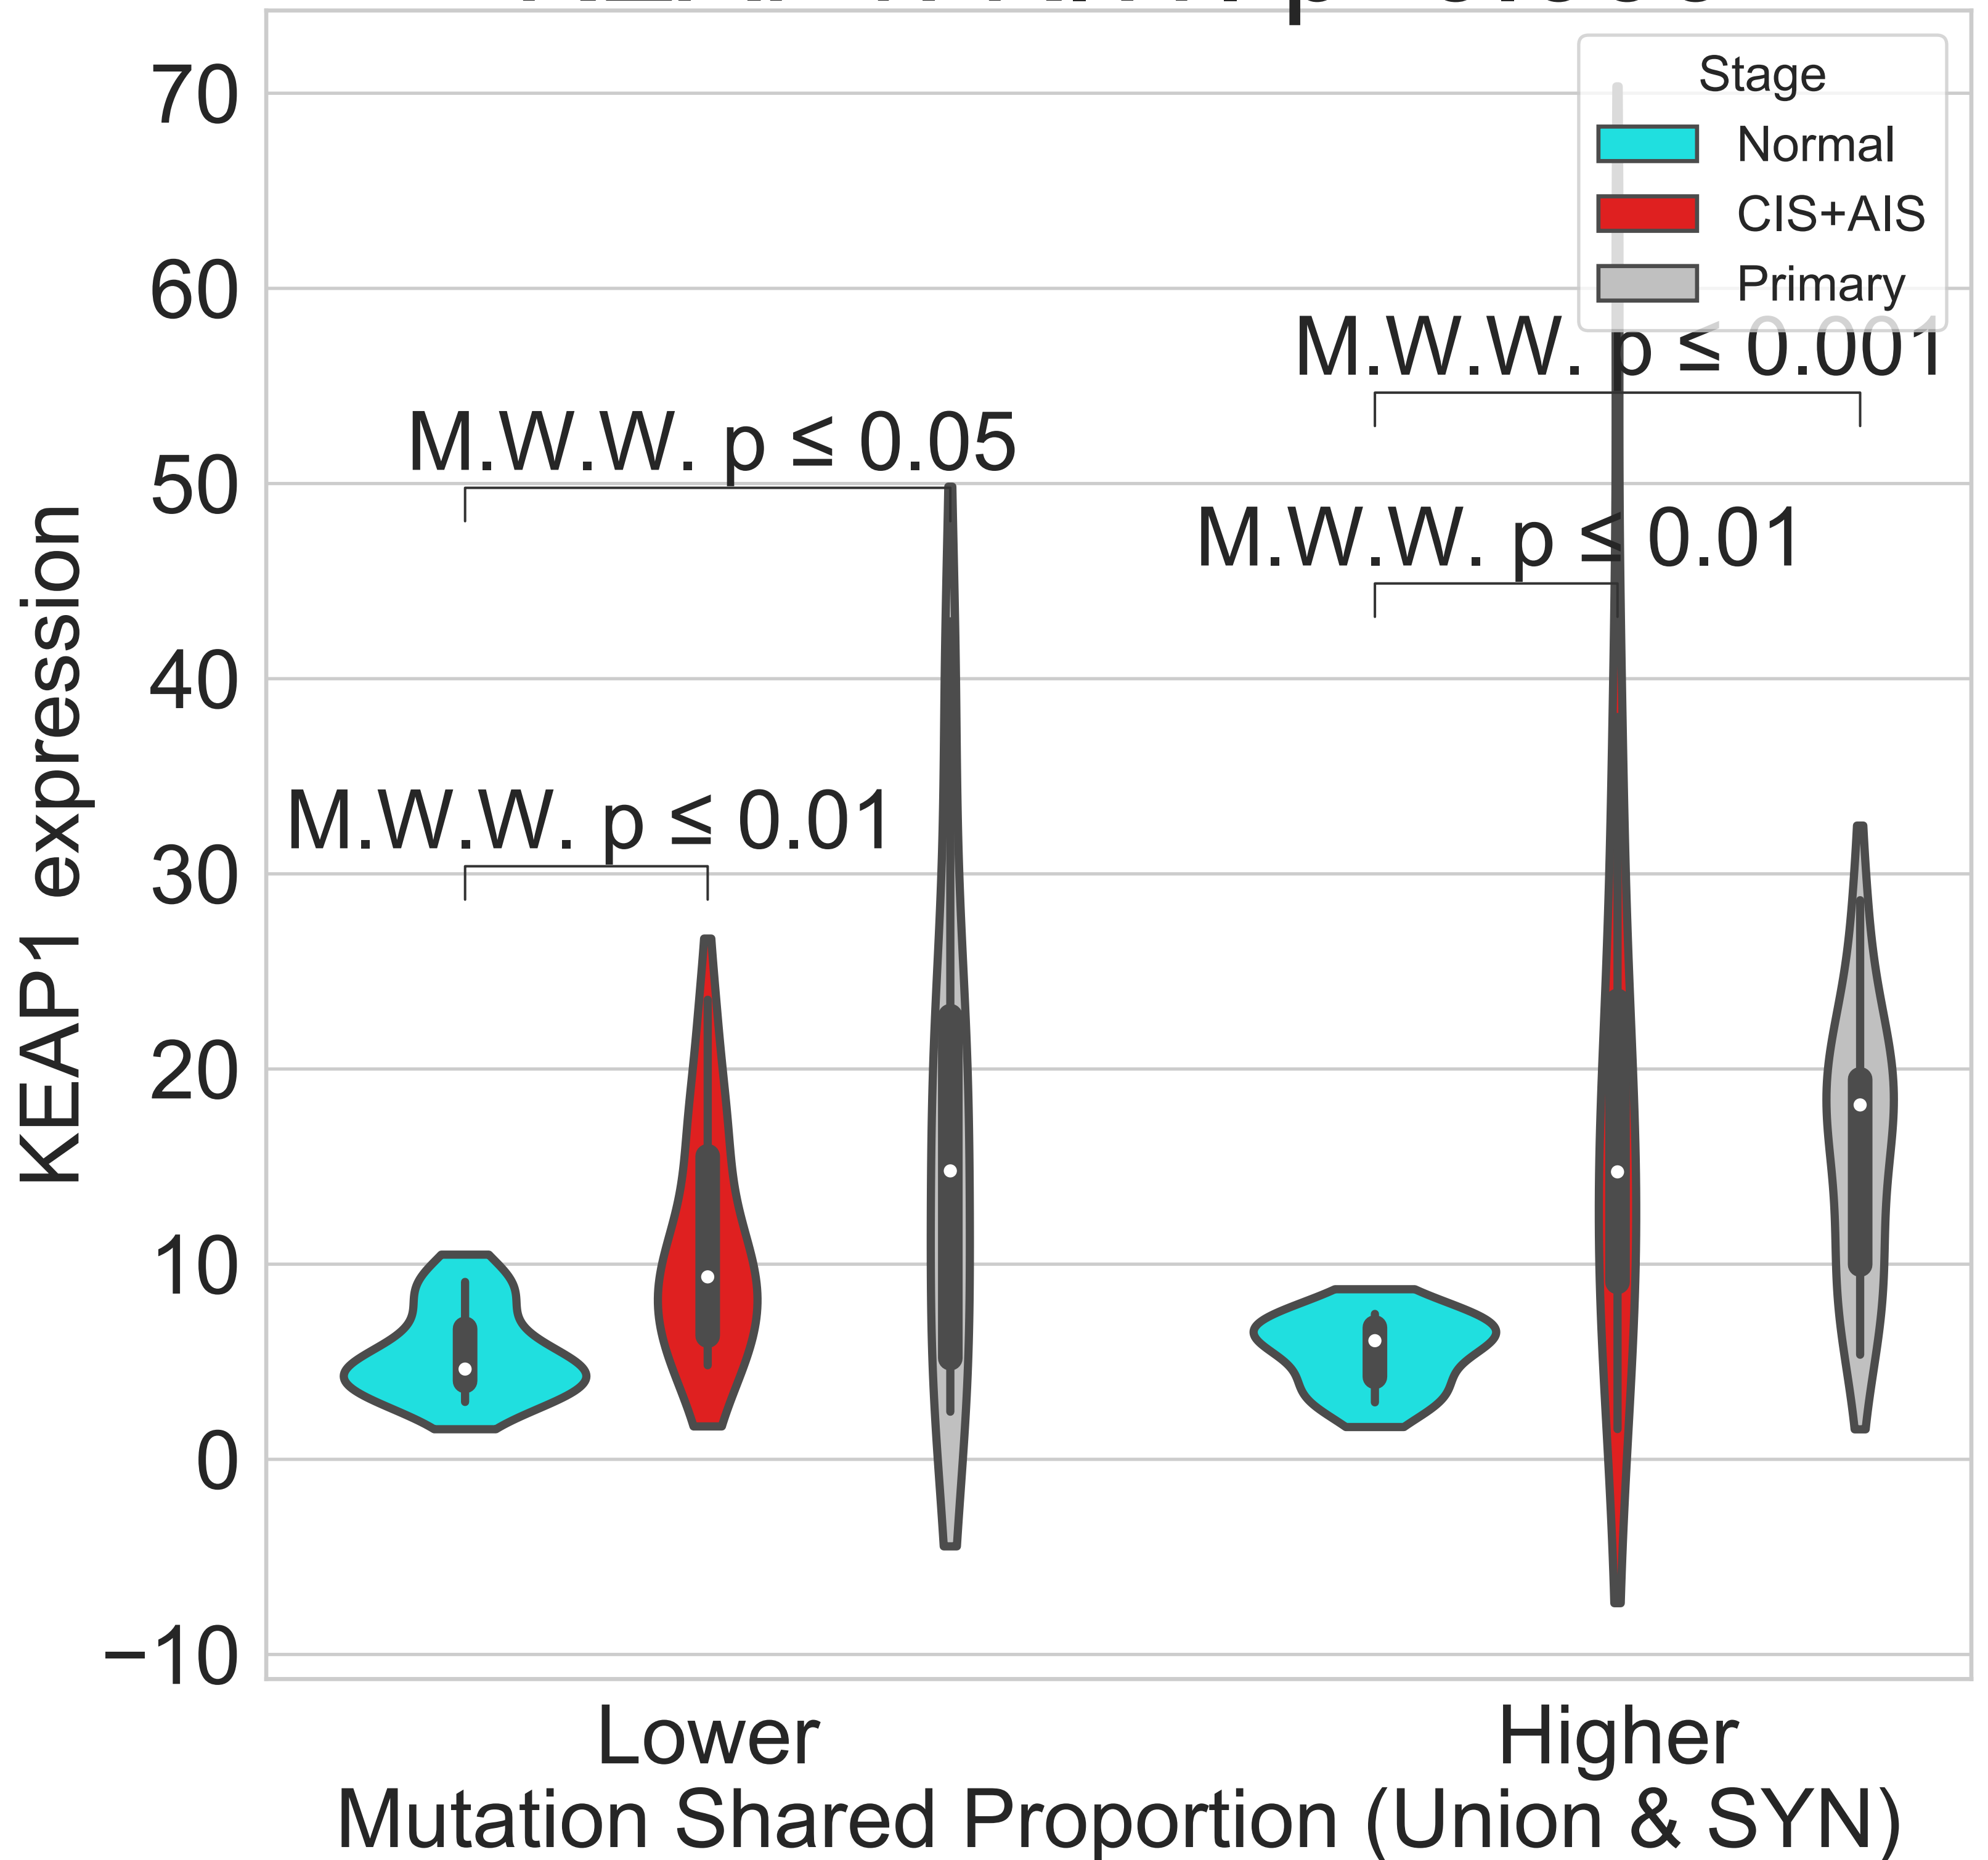 70
60
50
40
30
20
10
0
−10
KEAP1 expression
Stage
Normal
CIS+AIS
Primary
M.W.W. p ≤ 0.001
M.W.W. p ≤ 0.05
M.W.W. p ≤ 0.01
M.W.W. p ≤ 0.01
Lower
Higher
Mutation Shared Proportion (Union & SYN)